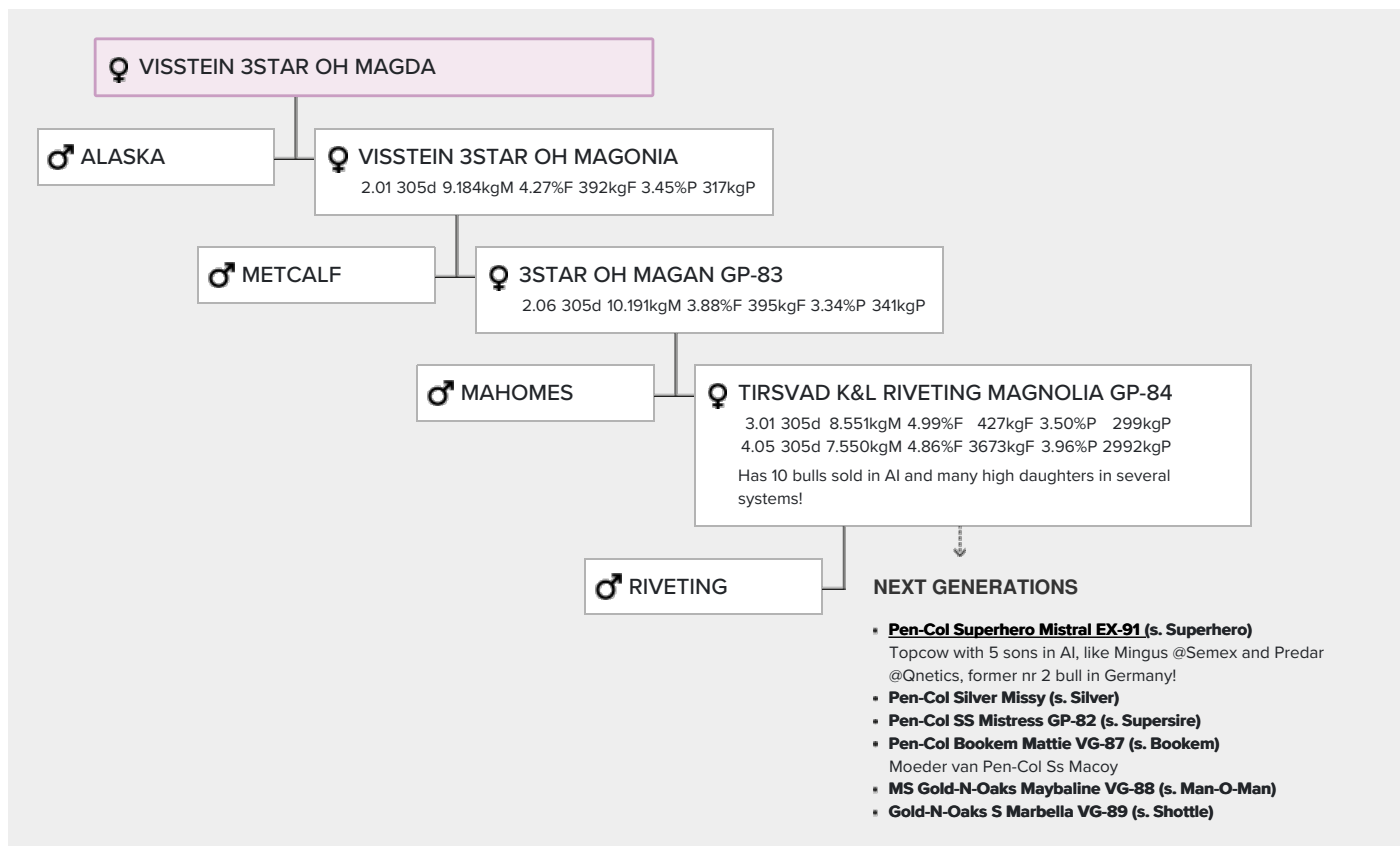 VISSTEIN 3STAR OH MAGDA
ALASKA
VISSTEIN 3STAR OH MAGONIA
2.01 305d 9.184kgM 4.27%F 392kgF 3.45%P 317kgP
METCALF
3STAR OH MAGAN GP-83
2.06 305d 10.191kgM 3.88%F 395kgF 3.34%P 341kgP
MAHOMES
TIRSVAD K&L RIVETING MAGNOLIA GP-84
3.01 305d 8.551kgM 4.99%F 427kgF 3.50%P 299kgP
4.05 305d 7.550kgM 4.86%F 3673kgF 3.96%P 2992kgP
Has 10 bulls sold in AI and many high daughters in several
systems!
RIVETING
NEXT GENERATIONS
Pen-Col Superhero Mistral EX-91 (s. Superhero)
Topcow with 5 sons in AI, like Mingus @Semex and Predar
@Qnetics, former nr 2 bull in Germany!
Pen-Col Silver Missy (s. Silver)
Pen-Col SS Mistress GP-82 (s. Supersire)
Pen-Col Bookem Mattie VG-87 (s. Bookem)
Moeder van Pen-Col Ss Macoy
MS Gold-N-Oaks Maybaline VG-88 (s. Man-O-Man)
Gold-N-Oaks S Marbella VG-89 (s. Shottle)